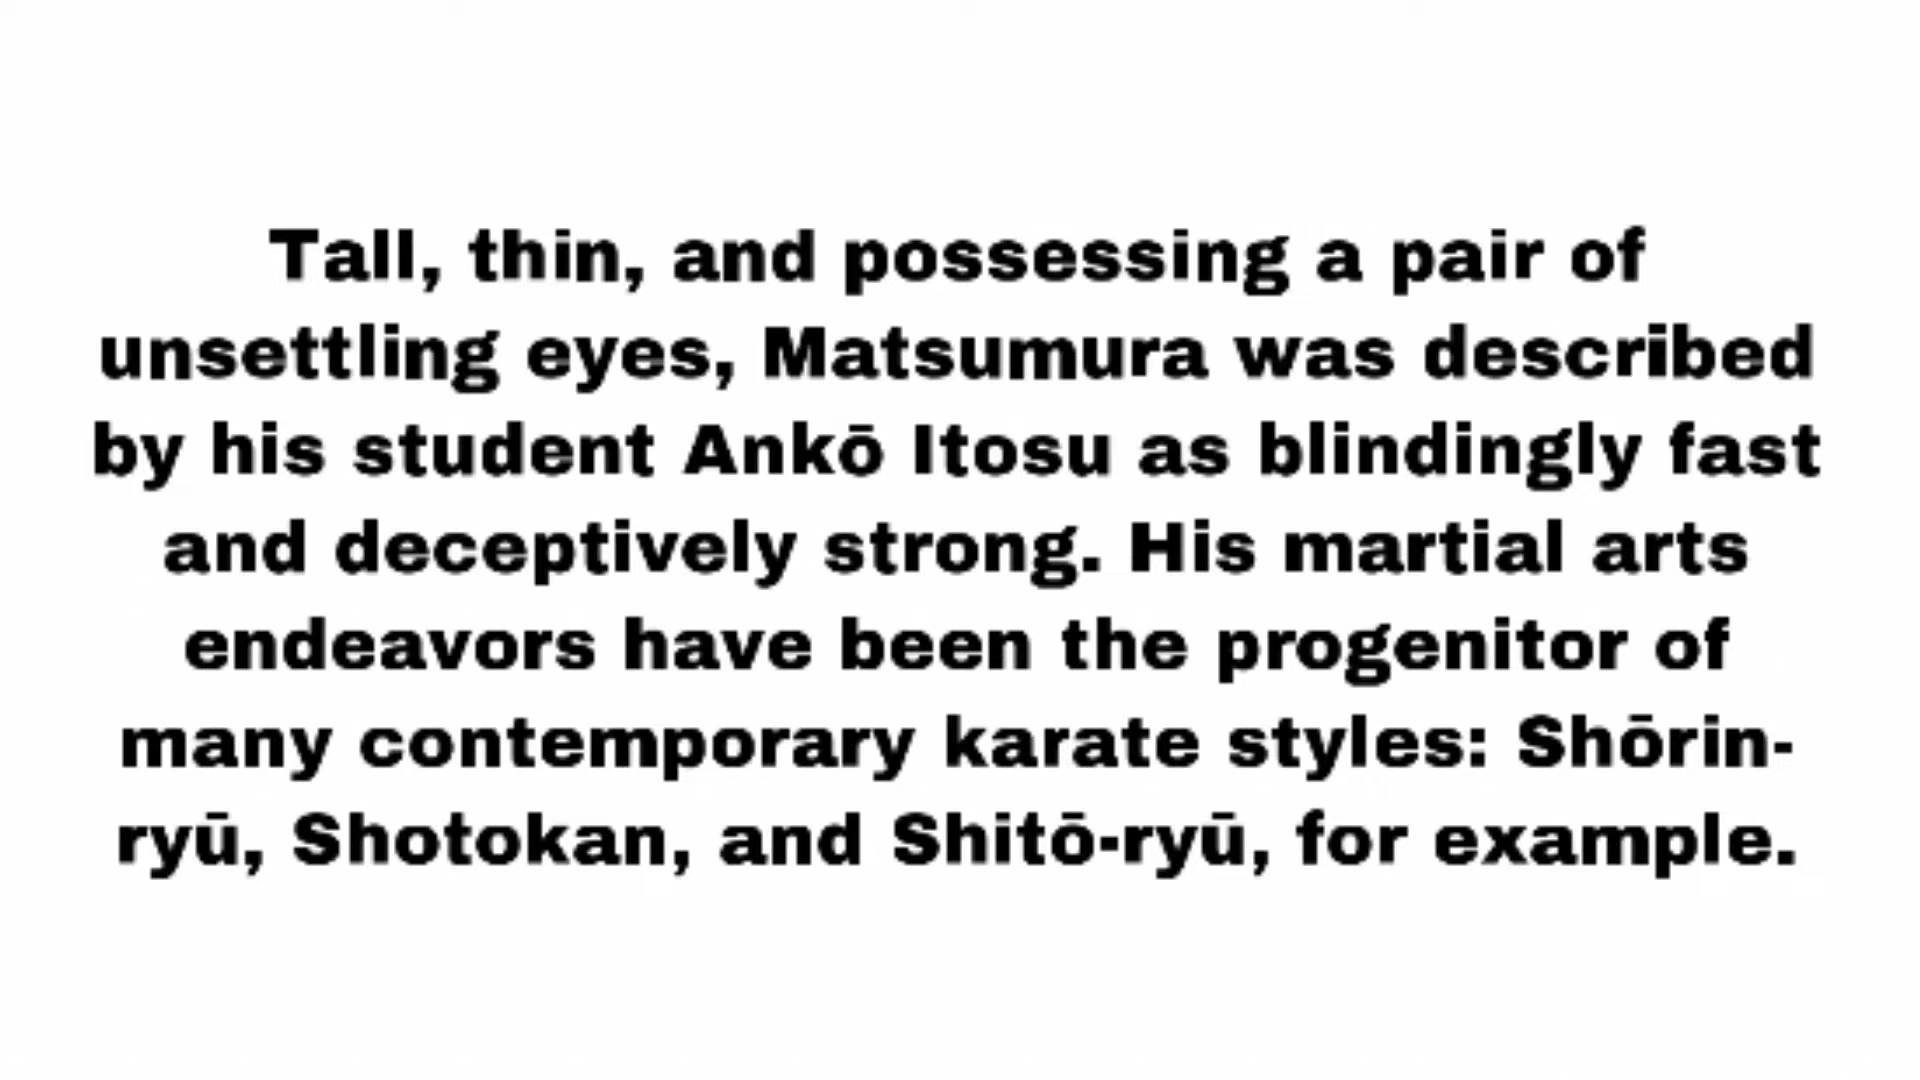 Tall, thin, and possessing a pair of
unsettling eyes, Matsumura was described
by his student Ankō Itosu as blindingly fast
and deceptively strong. His martial arts
endeavors have been the progenitor of
many contemporary karate styles: Shōrin-
ryū, Shotokan, and Shitō-ryū, for example.